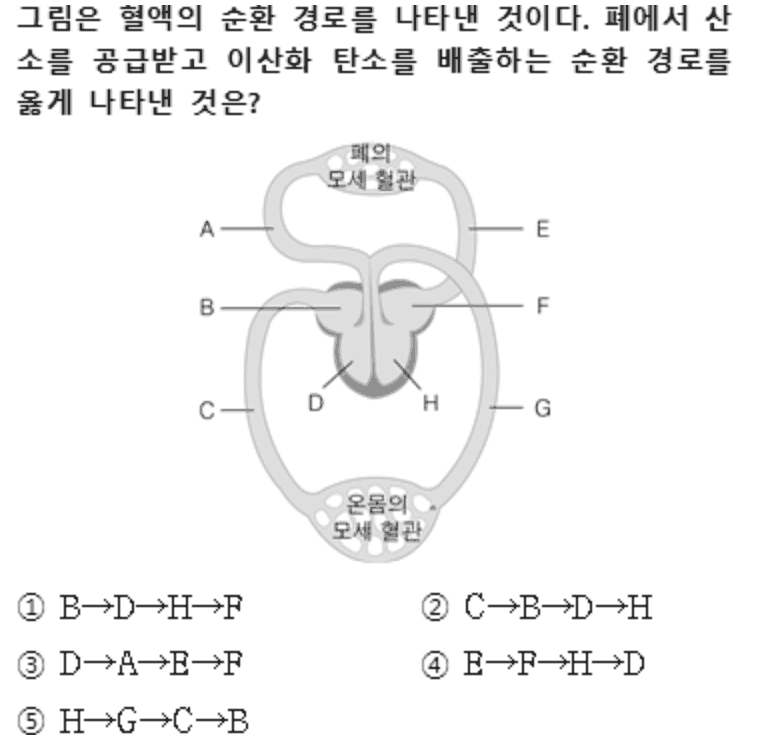 그림은 혈액의 순환 경로를 나타낸 것이다. 폐에서 산
소를 공급받고 이산화 탄소를 배출하는 순환 경로를
옳게 나타낸 것은?
폐의
모세 혈관
A
E
B
F
D
H
C
G
온몸의
모세 혈관
① B→D→H→F
② C→B→D→H
③ D→A→E→F
④ E→F→H→D
⑤ H→G→C→B